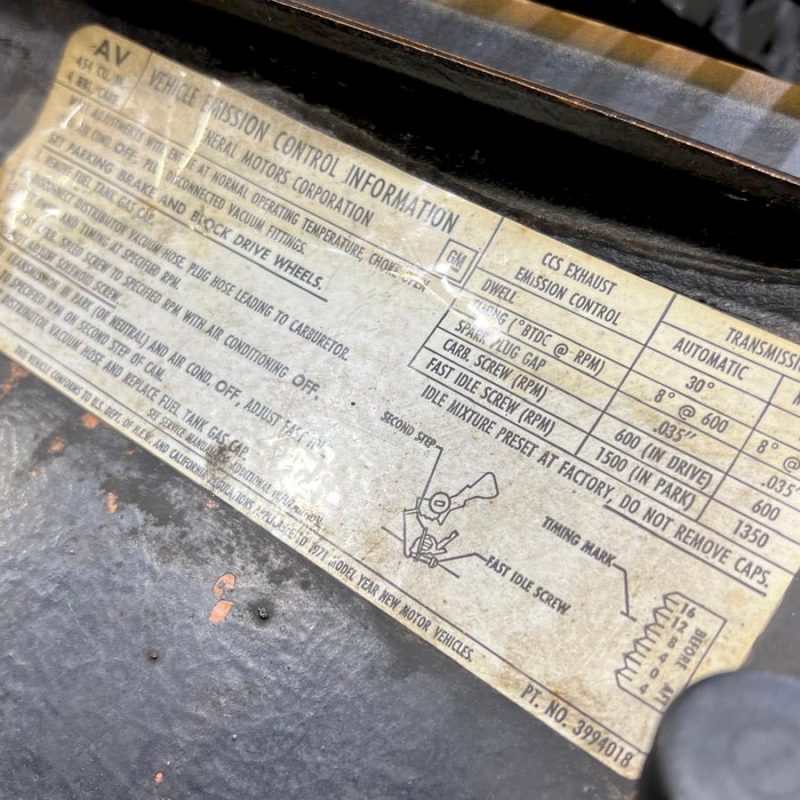 AV
454 CU. IN.
4 BBL. CARB.
VEHICLE EMISSION CONTROL INFORMATION
GENERAL MOTORS CORPORATION
GM
ADJUSTMENTS WITH AT NORMAL OPERATING TEMPERATURE, CHOKE OPEN
AIR COND. OFF. PLUG DISCONNECTED VACUUM FITTINGS.
SET PARKING BRAKE AND BLOCK DRIVE WHEELS.
REMOVE FUEL TANK GAS CAP.
DISCONNECT DISTRIBUTOR VACUUM HOSE. PLUG HOSE LEADING TO CARBURETOR.
AND TIMING AT SPECIFIED RPM.
CARB. SPEED SCREW TO SPECIFIED RPM WITH AIR CONDITIONING OFF.
NOT ADJUST SOLENOID SCREW.
TRANSMISSION IN PARK (OR NEUTRAL) AND AIR COND. OFF, ADJUST FAST IDLE
SPECIFIED RPM ON SECOND STEP OF CAM.
DISTRIBUTOR VACUUM HOSE AND REPLACE FUEL TANK GAS CAP.
SEE SERVICE MANUAL ADDITIONAL INFORMATION
THIS VEHICLE CONFORMS TO U.S. DEPT. OF H.E.W. AND CALIFORNIA REGULATIONS APPLICABLE TO 1971 MODEL YEAR NEW MOTOR VEHICLES.
CCS EXHAUST
EMISSION CONTROL
TRANSMISSI
AUTOMATIC
DWELL 30°
TIMING (°BTDC @ RPM) 8° @ 600 8° @
SPARK PLUG GAP .035" .035"
CARB. SCREW (RPM) 600 (IN DRIVE) 600
FAST IDLE SCREW (RPM) 1500 (IN PARK) 1350
IDLE MIXTURE PRESET AT FACTORY, DO NOT REMOVE CAPS.
SECOND STEP
FAST IDLE SCREW
TIMING MARK
16
12
8
4
0
4
BEFORE
AFT
PT. NO. 3994018